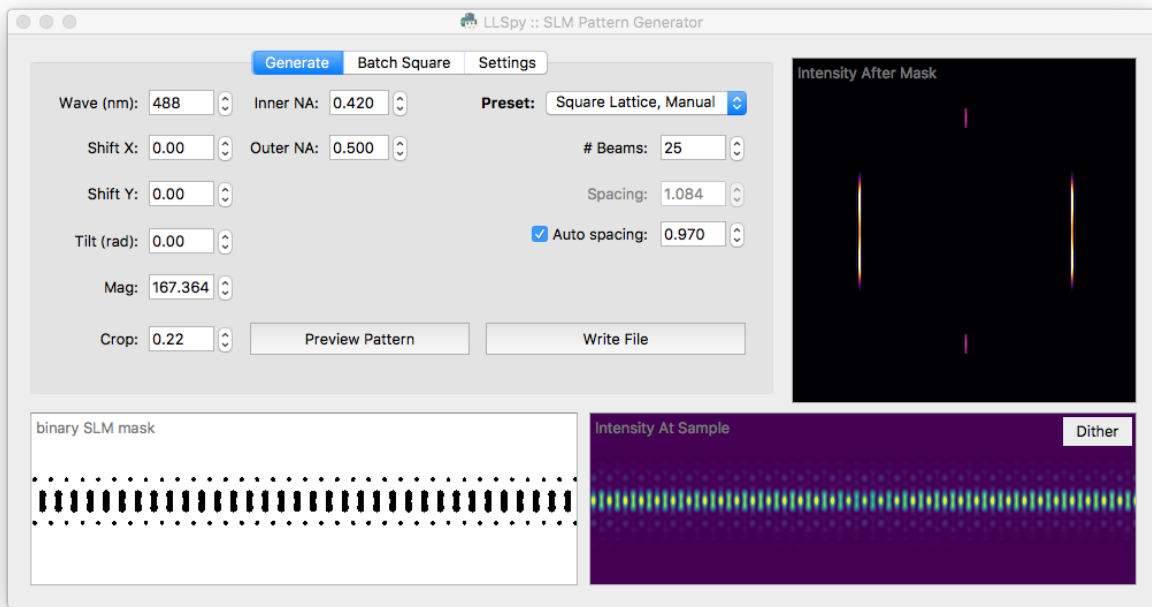 LLSpy :: SLM Pattern Generator
Generate Batch Square Settings
Wave (nm): 488 Inner NA: 0.420 Preset: Square Lattice, Manual
Shift X: 0.00 Outer NA: 0.500 # Beams: 25
Shift Y: 0.00 Spacing: 1.084
Tilt (rad): 0.00 Auto spacing: 0.970
Mag: 167.364
Crop: 0.22 Preview Pattern Write File
Intensity After Mask
binary SLM mask
Intensity At Sample Dither